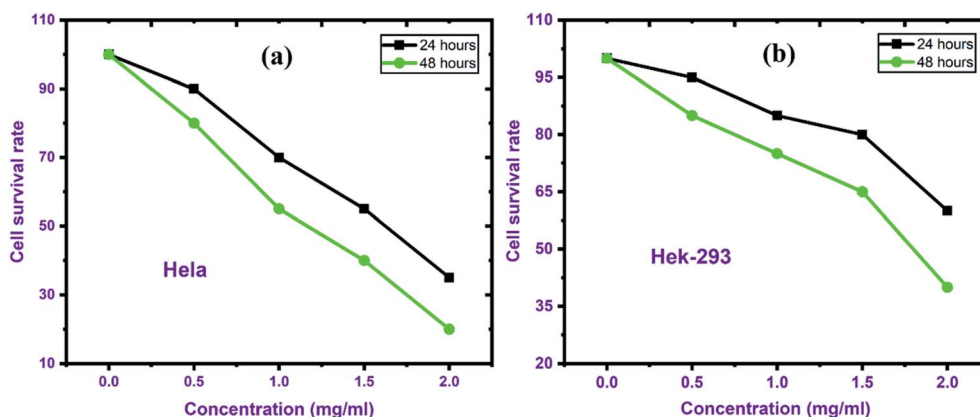 110
90
70
50
30
10
Cell survival rate
(a)
24 hours
48 hours
Hela
0.0 0.5 1.0 1.5 2.0
Concentration (mg/ml)
110
95
80
65
50
35
20
Cell survival rate
(b)
24 hours
48 hours
Hek-293
0.0 0.5 1.0 1.5 2.0
Concentration (mg/ml)